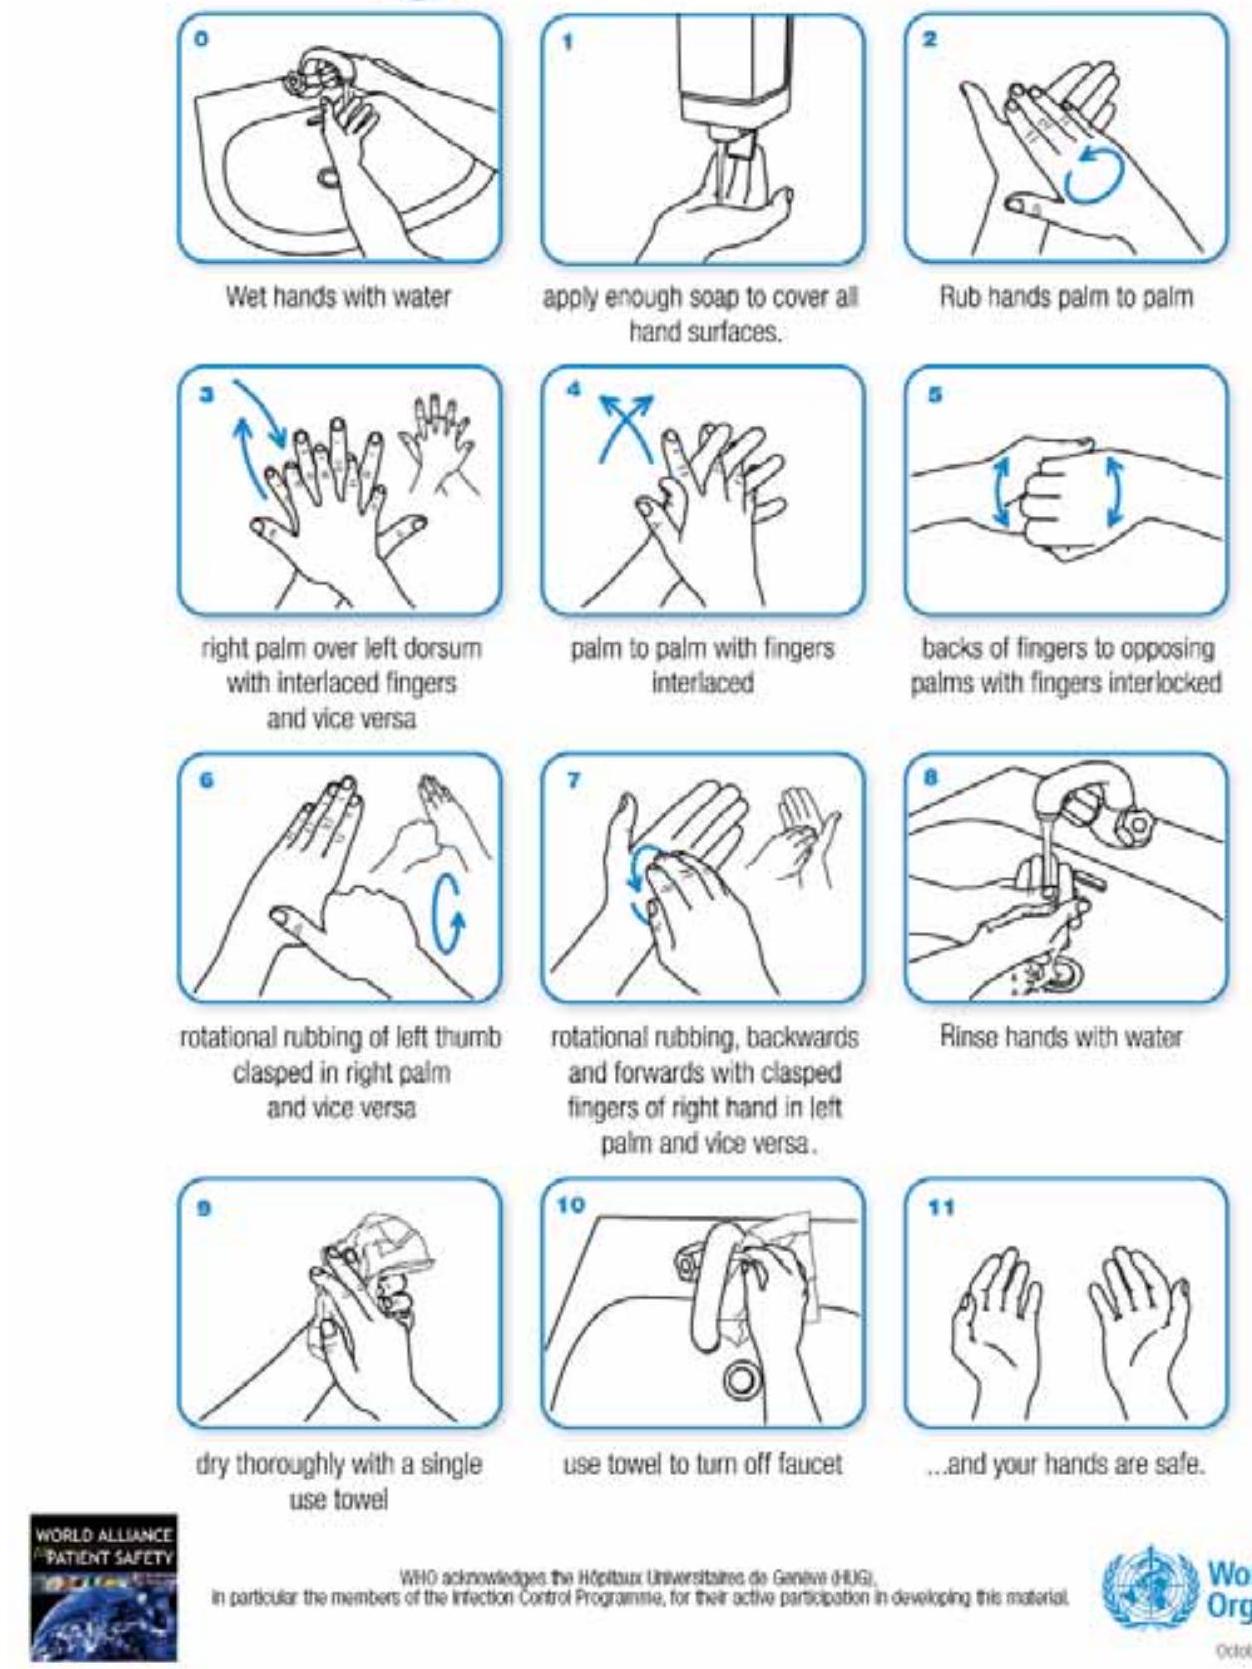 0
Wet hands with water
1
apply enough soap to cover all
hand surfaces.
2
Rub hands palm to palm
3
right palm over left dorsum
with interlaced fingers
and vice versa
4
palm to palm with fingers
interlaced
5
backs of fingers to opposing
palms with fingers interlocked
6
rotational rubbing of left thumb
clasped in right palm
and vice versa
7
rotational rubbing, backwards
and forwards with clasped
fingers of right hand in left
palm and vice versa.
8
Rinse hands with water
9
dry thoroughly with a single
use towel
10
use towel to turn off faucet
11
...and your hands are safe.
WORLD ALLIANCE
for PATIENT SAFETY
WHO acknowledges the Hôpitaux Universitaires de Genève (HUG),
in particular the members of the Infection Control Programme, for their active participation in developing this material.
Wo
Org
Octob